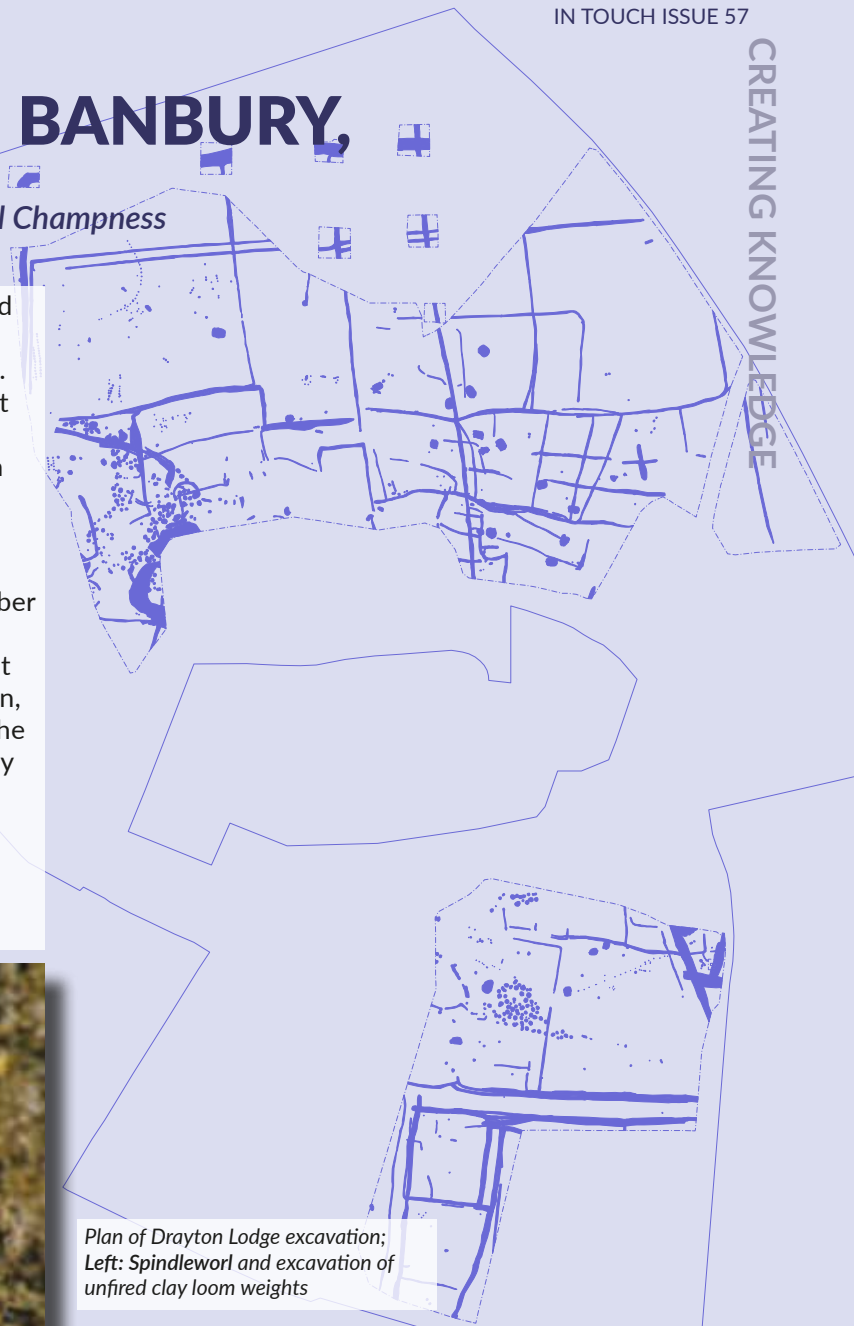 IN TOUCH ISSUE 57
CREATING KNOWLEDGE
BANBURY,
Champness
d
.
t
ber
t
n,
he
y
Plan of Drayton Lodge excavation;
Left: Spindleworl and excavation of
unfired clay loom weights